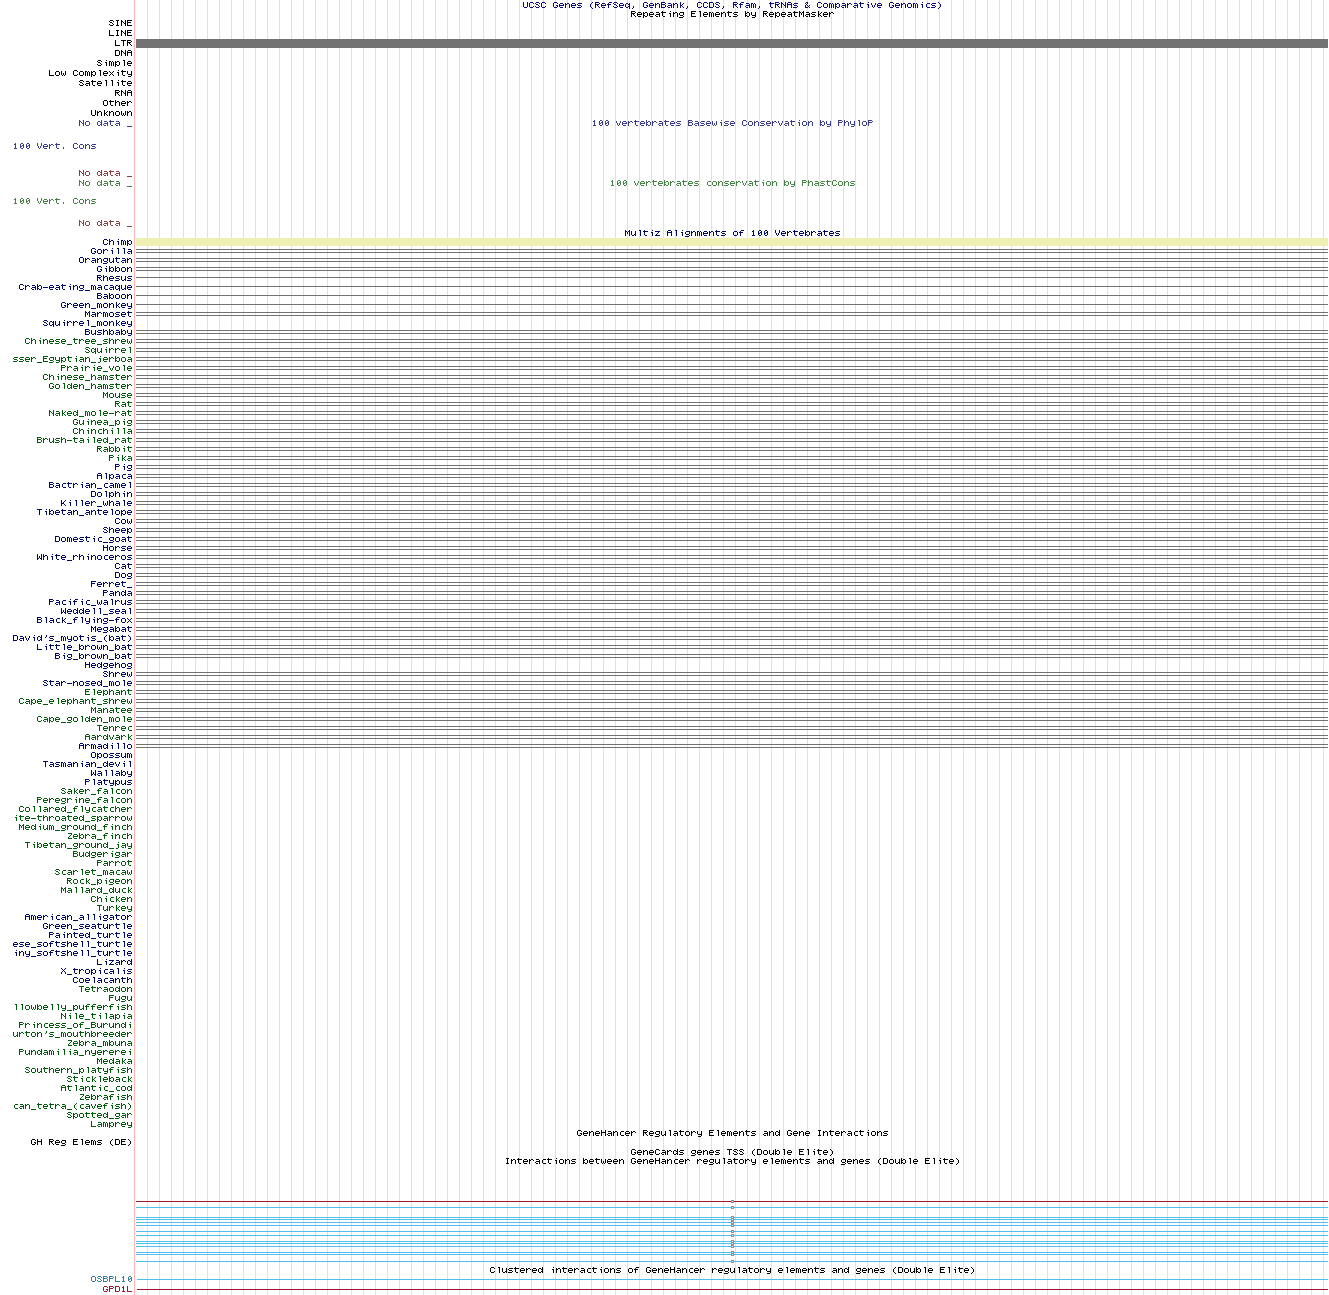 UCSC Genes (RefSeq, GenBank, CCDS, Rfam, tRNAs & Comparative Genomics)
Repeating Elements by RepeatMasker
SINE
LINE
LTR
DNA
Simple
Low Complexity
Satellite
RNA
Other
Unknown
No data _ 100 vertebrates Basewise Conservation by PhyloP
100 Vert. Cons
No data _
No data _ 100 vertebrates conservation by PhastCons
100 Vert. Cons
No data _
Multiz Alignments of 100 Vertebrates
Chimp
Gorilla
Orangutan
Gibbon
Rhesus
Crab-eating_macaque
Baboon
Green_monkey
Marmoset
Squirrel_monkey
Bushbaby
Chinese_tree_shrew
Squirrel
sser_Egyptian_jerboa
Prairie_vole
Chinese_hamster
Golden_hamster
Mouse
Rat
Naked_mole-rat
Guinea_pig
Chinchilla
Brush-tailed_rat
Rabbit
Pika
Pig
Alpaca
Bactrian_camel
Dolphin
Killer_whale
Tibetan_antelope
Cow
Sheep
Domestic_goat
Horse
White_rhinoceros
Cat
Dog
Ferret_
Panda
Pacific_walrus
Weddell_seal
Black_flying-fox
Megabat
David's_myotis_(bat)
Little_brown_bat
Big_brown_bat
Hedgehog
Shrew
Star-nosed_mole
Elephant
Cape_elephant_shrew
Manatee
Cape_golden_mole
Tenrec
Aardvark
Armadillo
Opossum
Tasmanian_devil
Wallaby
Platypus
Saker_falcon
Peregrine_falcon
Collared_flycatcher
ite-throated_sparrow
Medium_ground_finch
Zebra_finch
Tibetan_ground_jay
Budgerigar
Parrot
Scarlet_macaw
Rock_pigeon
Mallard_duck
Chicken
Turkey
American_alligator
Green_seaturtle
Painted_turtle
ese_softshell_turtle
iny_softshell_turtle
Lizard
X_tropicalis
Coelacanth
Tetraodon
Fugu
llowbelly_pufferfish
Nile_tilapia
Princess_of_Burundi
urton's_mouthbreeder
Zebra_mbuna
Pundamilia_nyererei
Medaka
Southern_platyfish
Stickleback
Atlantic_cod
Zebrafish
can_tetra_(cavefish)
Spotted_gar
Lamprey
GeneHancer Regulatory Elements and Gene Interactions
GH Reg Elems (DE)
GeneCards genes TSS (Double Elite)
Interactions between GeneHancer regulatory elements and genes (Double Elite)
Clustered interactions of GeneHancer regulatory elements and genes (Double Elite)
OSBPL10
GPD1L